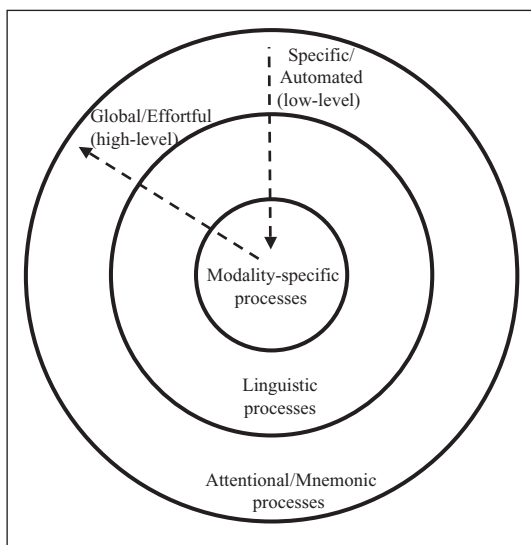 Specific/
Automated
(low-level)
Global/Effortful
(high-level)
Modality-specific
processes
Linguistic
processes
Attentional/Mnemonic
processes